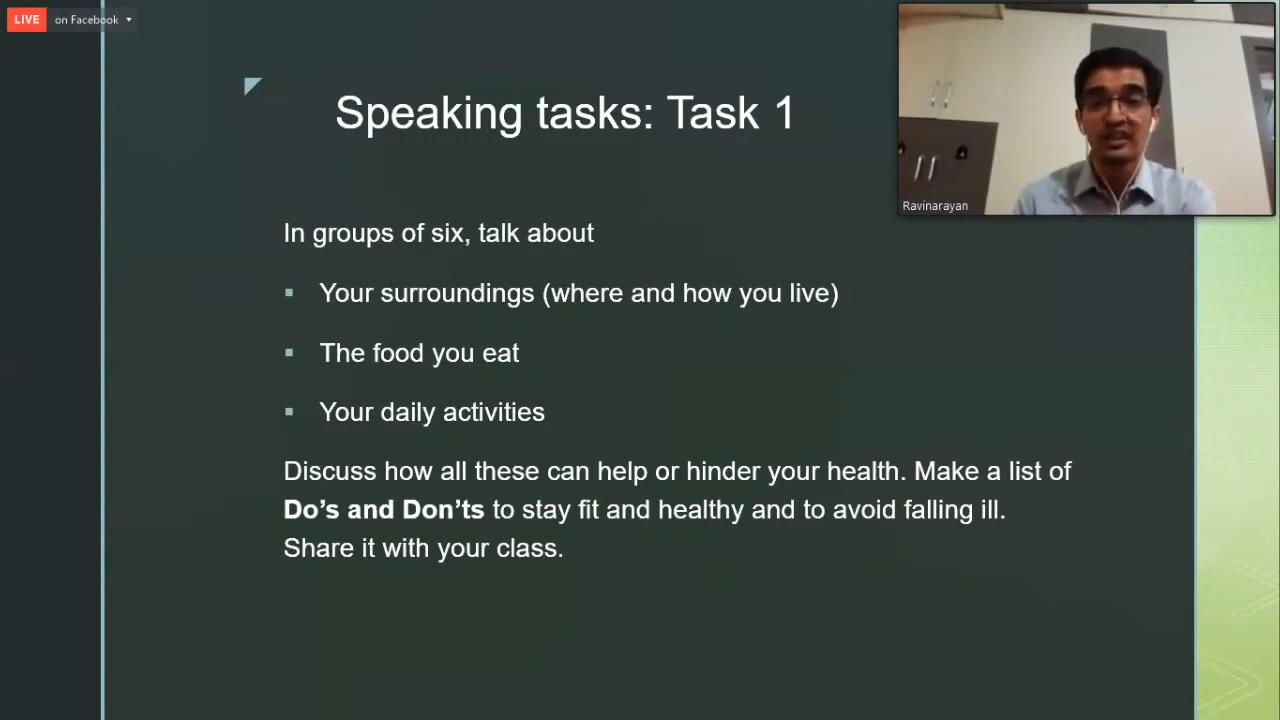 LIVE on Facebook
Speaking tasks: Task 1
Ravinarayan
In groups of six, talk about
▪ Your surroundings (where and how you live)
▪ The food you eat
▪ Your daily activities
Discuss how all these can help or hinder your health. Make a list of
Do’s and Don’ts to stay fit and healthy and to avoid falling ill.
Share it with your class.